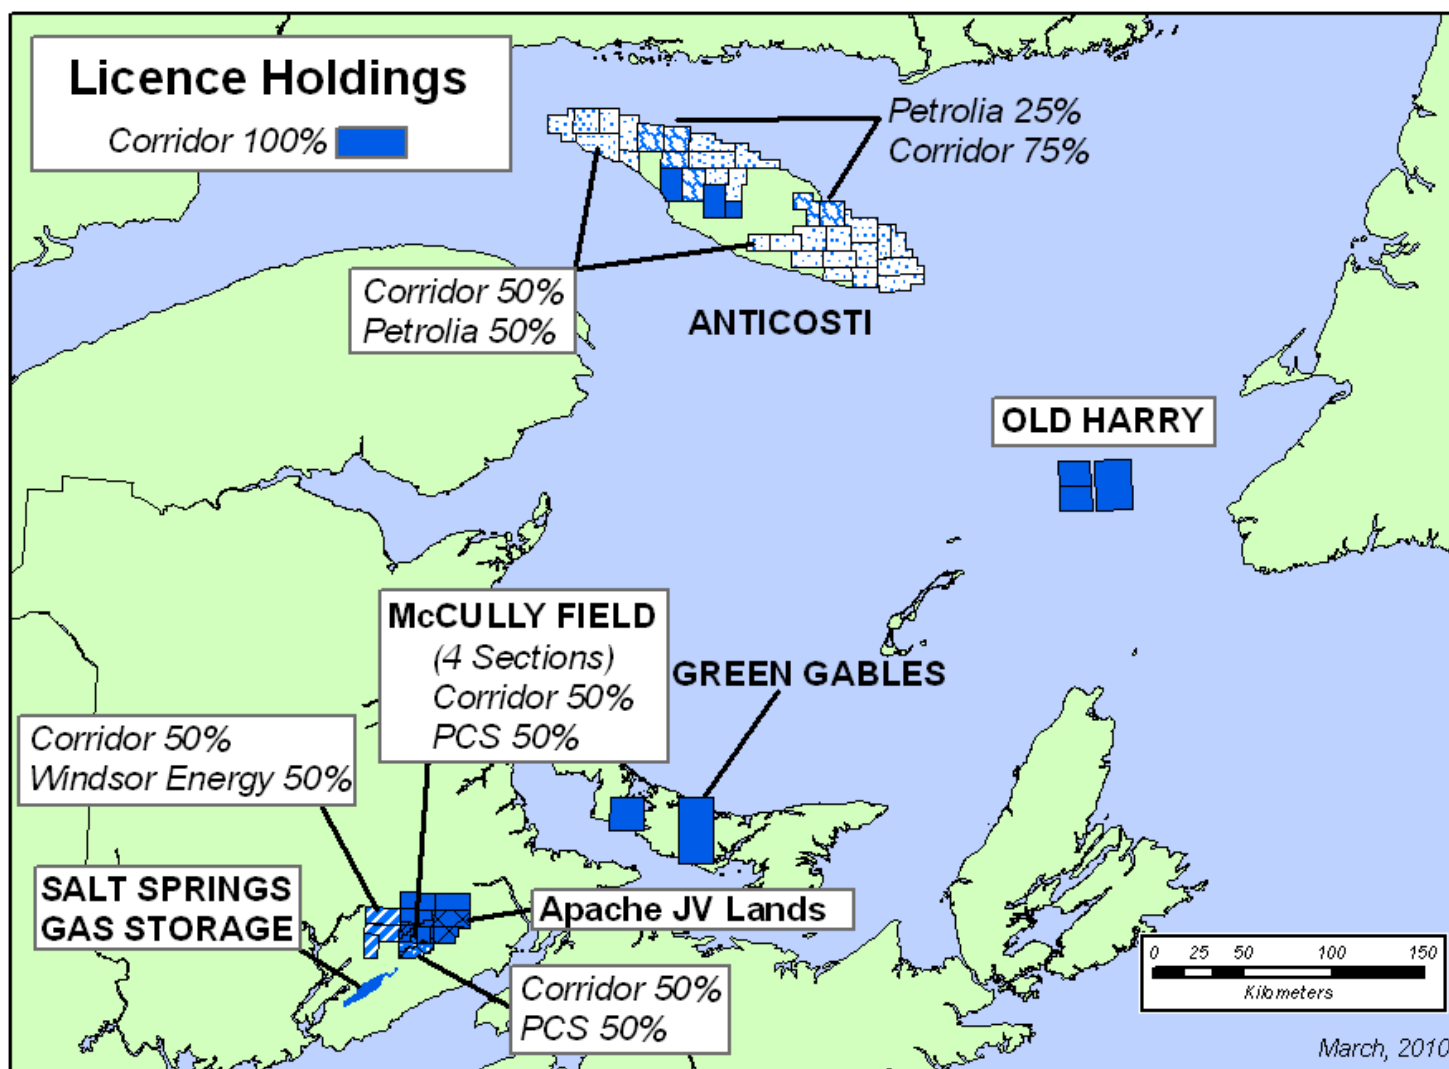 Licence Holdings
Corridor 100%
Petrolia 25%
Corridor 75%
Corridor 50%
Petrolia 50%
ANTICOSTI
OLD HARRY
McCULLY FIELD
(4 Sections)
Corridor 50%
PCS 50%
GREEN GABLES
Corridor 50%
Windsor Energy 50%
SALT SPRINGS
GAS STORAGE
Apache JV Lands
Corridor 50%
PCS 50%
0 25 50 100 150
Kilometers
March, 2010